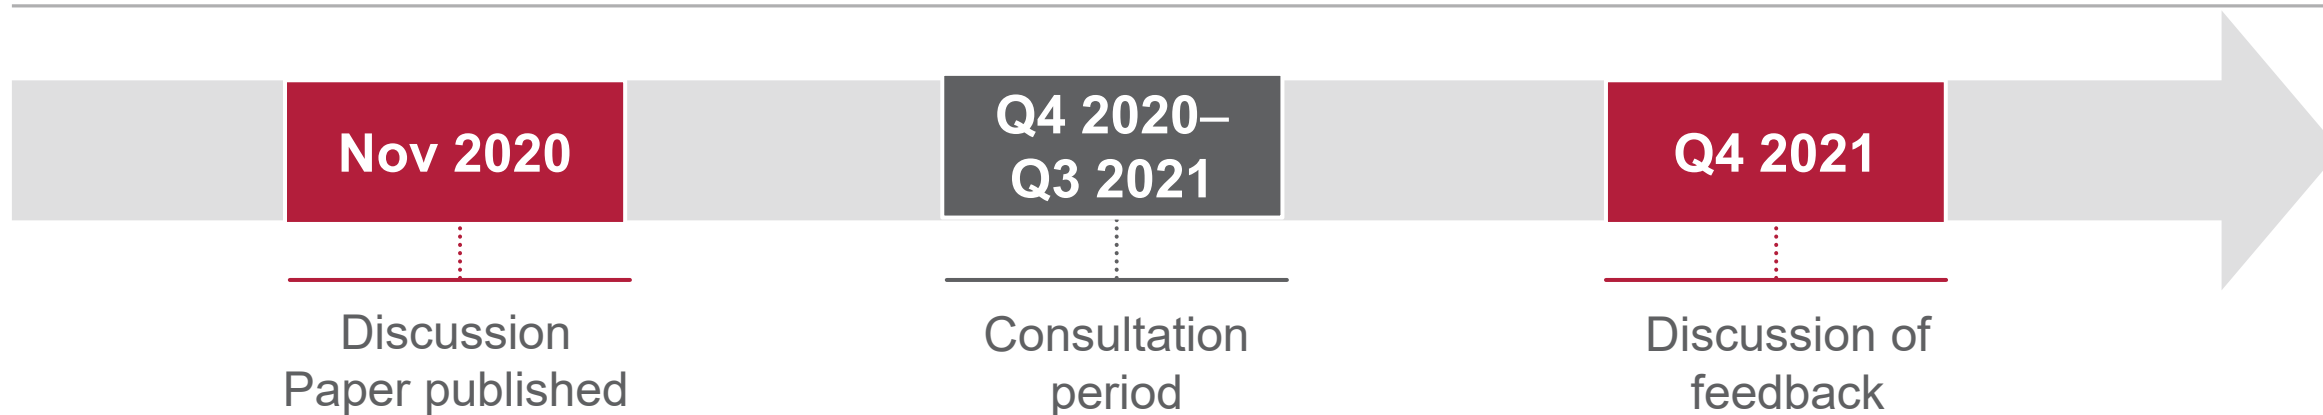 Nov 2020
Q4 2020–
Q3 2021
Q4 2021
Discussion
Paper published
Consultation
period
Discussion of
feedback